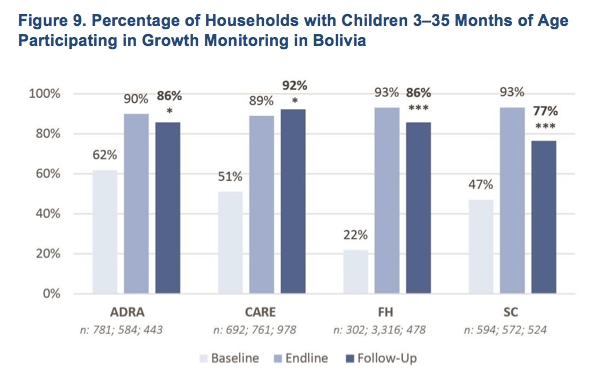 Figure 9. Percentage of Households with Children 3–35 Months of Age
Participating in Growth Monitoring in Bolivia
100%
80%
60%
40%
20%
0%
62%
90%
86%
*
51%
89%
92%
*
22%
93%
86%
***
47%
93%
77%
***
ADRA
CARE
FH
SC
n: 781; 584; 443
n: 692; 761; 978
n: 302; 3,316; 478
n: 594; 572; 524
Baseline
Endline
Follow-Up